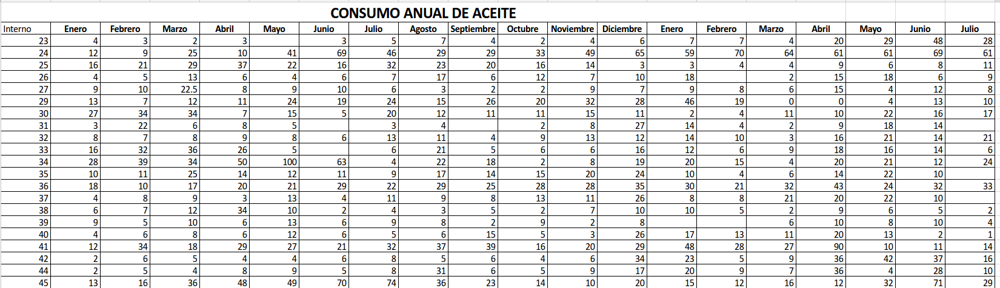 CONSUMO ANUAL DE ACEITE
Interno Enero Febrero Marzo Abril Mayo Junio Julio Agosto Septiembre Octubre Noviembre Diciembre Enero Febrero Marzo Abril Mayo Junio Julio
23 4 3 2 3 3 5 7 4 2 4 6 7 7 4 20 29 48 28
24 12 9 25 10 41 69 46 29 29 33 49 65 59 70 64 61 61 69 61
25 16 21 29 37 22 16 32 23 20 16 14 3 3 4 4 9 6 8 11
26 4 5 13 6 4 6 7 17 6 12 7 10 18 2 15 18 6 9
27 9 10 22.5 8 9 10 6 3 2 2 9 7 9 8 6 15 4 12 8
29 13 7 12 11 24 19 24 15 26 20 32 28 46 19 0 0 4 13 10
30 27 34 34 7 15 5 20 12 11 11 15 11 2 4 11 10 22 16 17
31 3 22 6 8 5 3 4 2 8 27 14 4 2 9 18 14
32 8 7 8 9 8 6 13 11 4 9 13 12 14 10 3 16 21 14 21
33 16 32 36 26 5 6 21 5 6 6 16 12 6 9 18 16 14 6
34 28 39 34 50 100 63 4 22 18 2 8 19 20 15 4 20 21 12 24
35 10 11 25 14 12 11 9 17 14 15 20 24 10 4 6 14 22 10
36 18 10 17 20 21 29 22 29 25 28 28 35 30 21 32 43 24 32 33
37 4 8 9 3 13 4 11 9 8 13 11 26 8 8 21 20 22 10
38 6 7 12 34 10 2 4 3 5 2 7 10 10 5 2 9 6 5 2
39 9 5 10 6 13 6 9 8 2 9 2 8 6 10 8 10 4
40 4 6 8 6 12 6 5 6 15 5 3 26 17 13 11 20 13 2 1
41 12 34 18 29 27 21 32 37 39 16 20 29 48 28 27 90 10 11 14
42 2 6 5 4 4 6 8 5 6 4 6 34 23 5 9 36 42 37 16
44 2 5 4 8 9 5 8 31 6 5 9 17 20 9 7 36 4 28 10
45 13 16 36 48 49 70 74 36 23 14 10 20 15 12 16 12 32 71 29